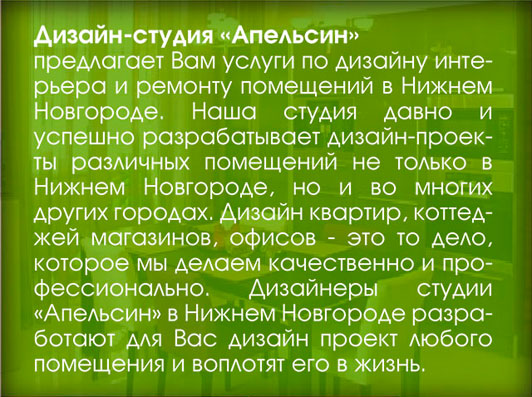 Дизайн-студия «Апельсин»
предлагает Вам услуги по дизайну инте-
рьера и ремонту помещений в Нижнем
Новгороде. Наша студия давно и
успешно разрабатывает дизайн-проек-
ты различных помещений не только в
Нижнем Новгороде, но и во многих
других городах. Дизайн квартир, коттед-
жей магазинов, офисов - это то дело,
которое мы делаем качественно и про-
фессионально. Дизайнеры студии
«Апельсин» в Нижнем Новгороде разра-
ботают для Вас дизайн проект любого
помещения и воплотят его в жизнь.